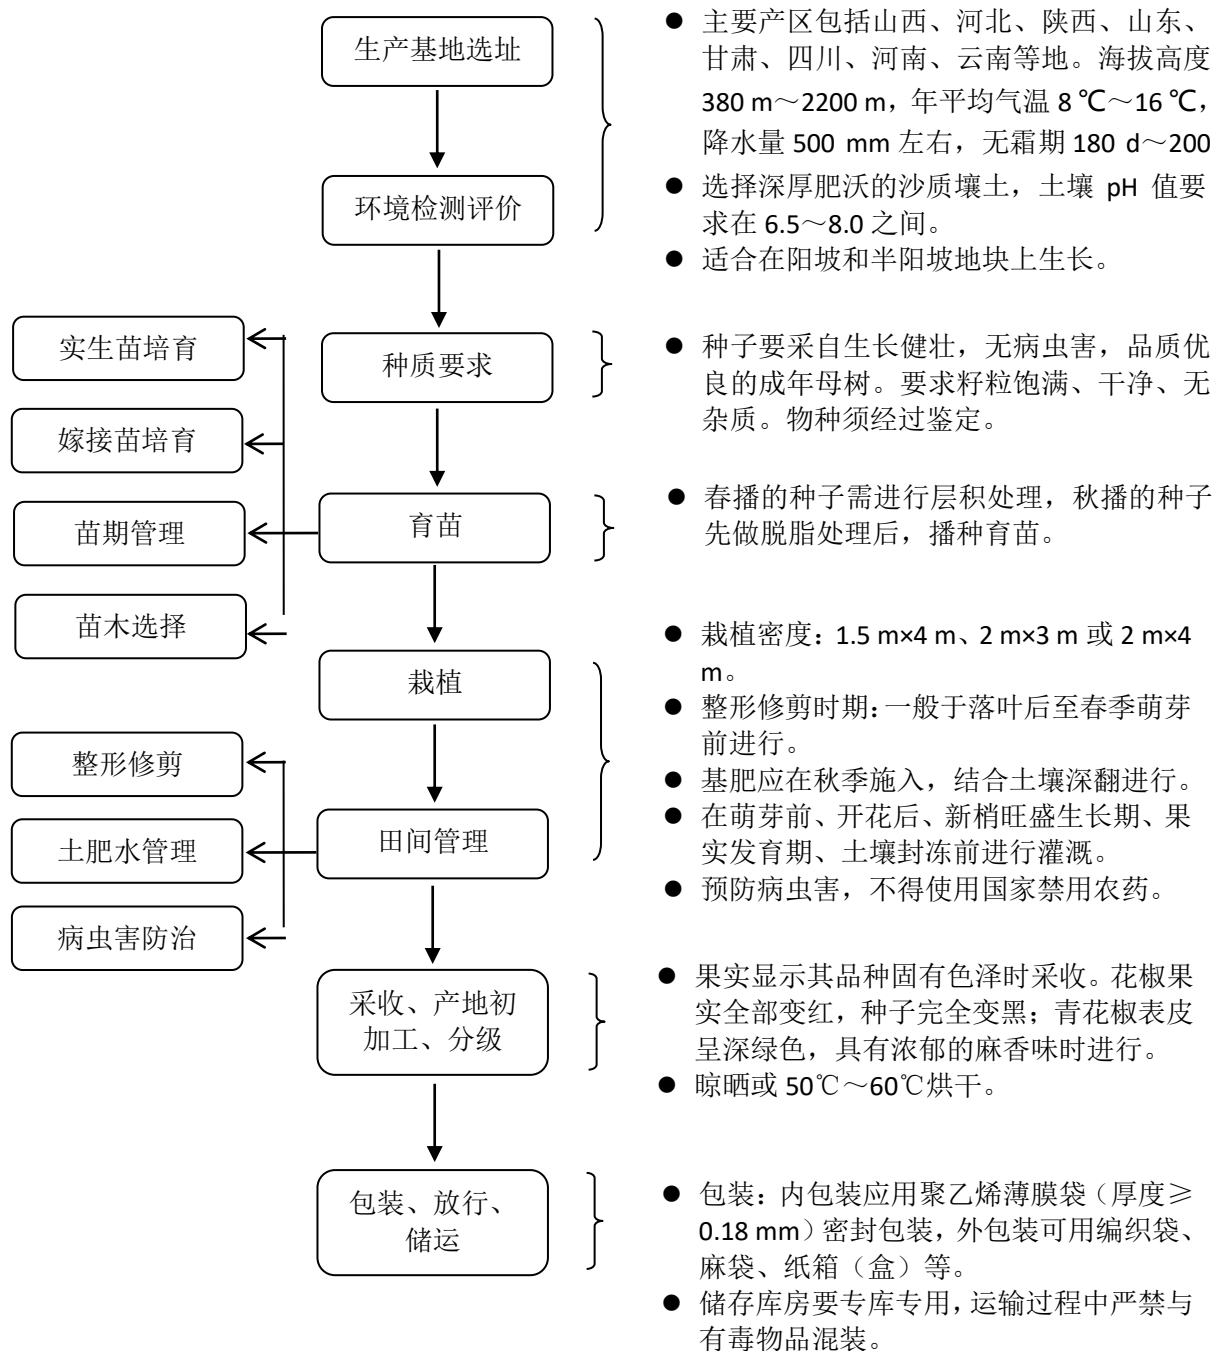 生产基地选址
环境检测评价
● 主要产区包括山西、河北、陕西、山东、
甘肃、四川、河南、云南等地。海拔高度
380 m～2200 m，年平均气温 8 ℃～16 ℃，
降水量 500 mm 左右，无霜期 180 d～200
● 选择深厚肥沃的沙质壤土，土壤 pH 值要
求在 6.5～8.0 之间。
● 适合在阳坡和半阳坡地块上生长。
种质要求
● 种子要采自生长健壮，无病虫害，品质优
良的成年母树。要求籽粒饱满、干净、无
杂质。物种须经过鉴定。
实生苗培育
嫁接苗培育
苗期管理
苗木选择
育苗
● 春播的种子需进行层积处理，秋播的种子
先做脱脂处理后，播种育苗。
栽植
● 栽植密度：1.5 m×4 m、2 m×3 m 或 2 m×4
m。
● 整形修剪时期：一般于落叶后至春季萌芽
前进行。
● 基肥应在秋季施入，结合土壤深翻进行。
● 在萌芽前、开花后、新梢旺盛生长期、果
实发育期、土壤封冻前进行灌溉。
● 预防病虫害，不得使用国家禁用农药。
整形修剪
土肥水管理
病虫害防治
田间管理
采收、产地初
加工、分级
● 果实显示其品种固有色泽时采收。花椒果
实全部变红，种子完全变黑；青花椒表皮
呈深绿色，具有浓郁的麻香味时进行。
● 晾晒或 50℃～60℃烘干。
包装、放行、
储运
● 包装：内包装应用聚乙烯薄膜袋（厚度≥
0.18 mm）密封包装，外包装可用编织袋、
麻袋、纸箱（盒）等。
● 储存库房要专库专用，运输过程中严禁与
有毒物品混装。